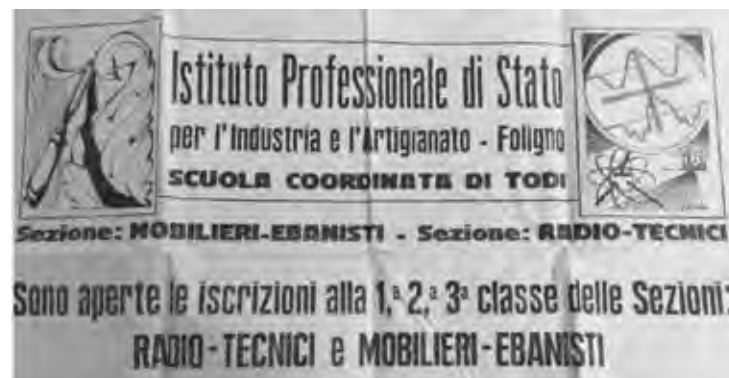 Istituto Professionale di Stato
per l'Industria e l'Artigianato - Foligno
SCUOLA COORDINATA DI TODI
Sezione: MOBILIERI-EBANISTI - Sezione: RADIO-TECNICI
Sono aperte le iscrizioni alla 1,ª 2,ª 3ª classe delle Sezioni:
RADIO-TECNICI e MOBILIERI-EBANISTI